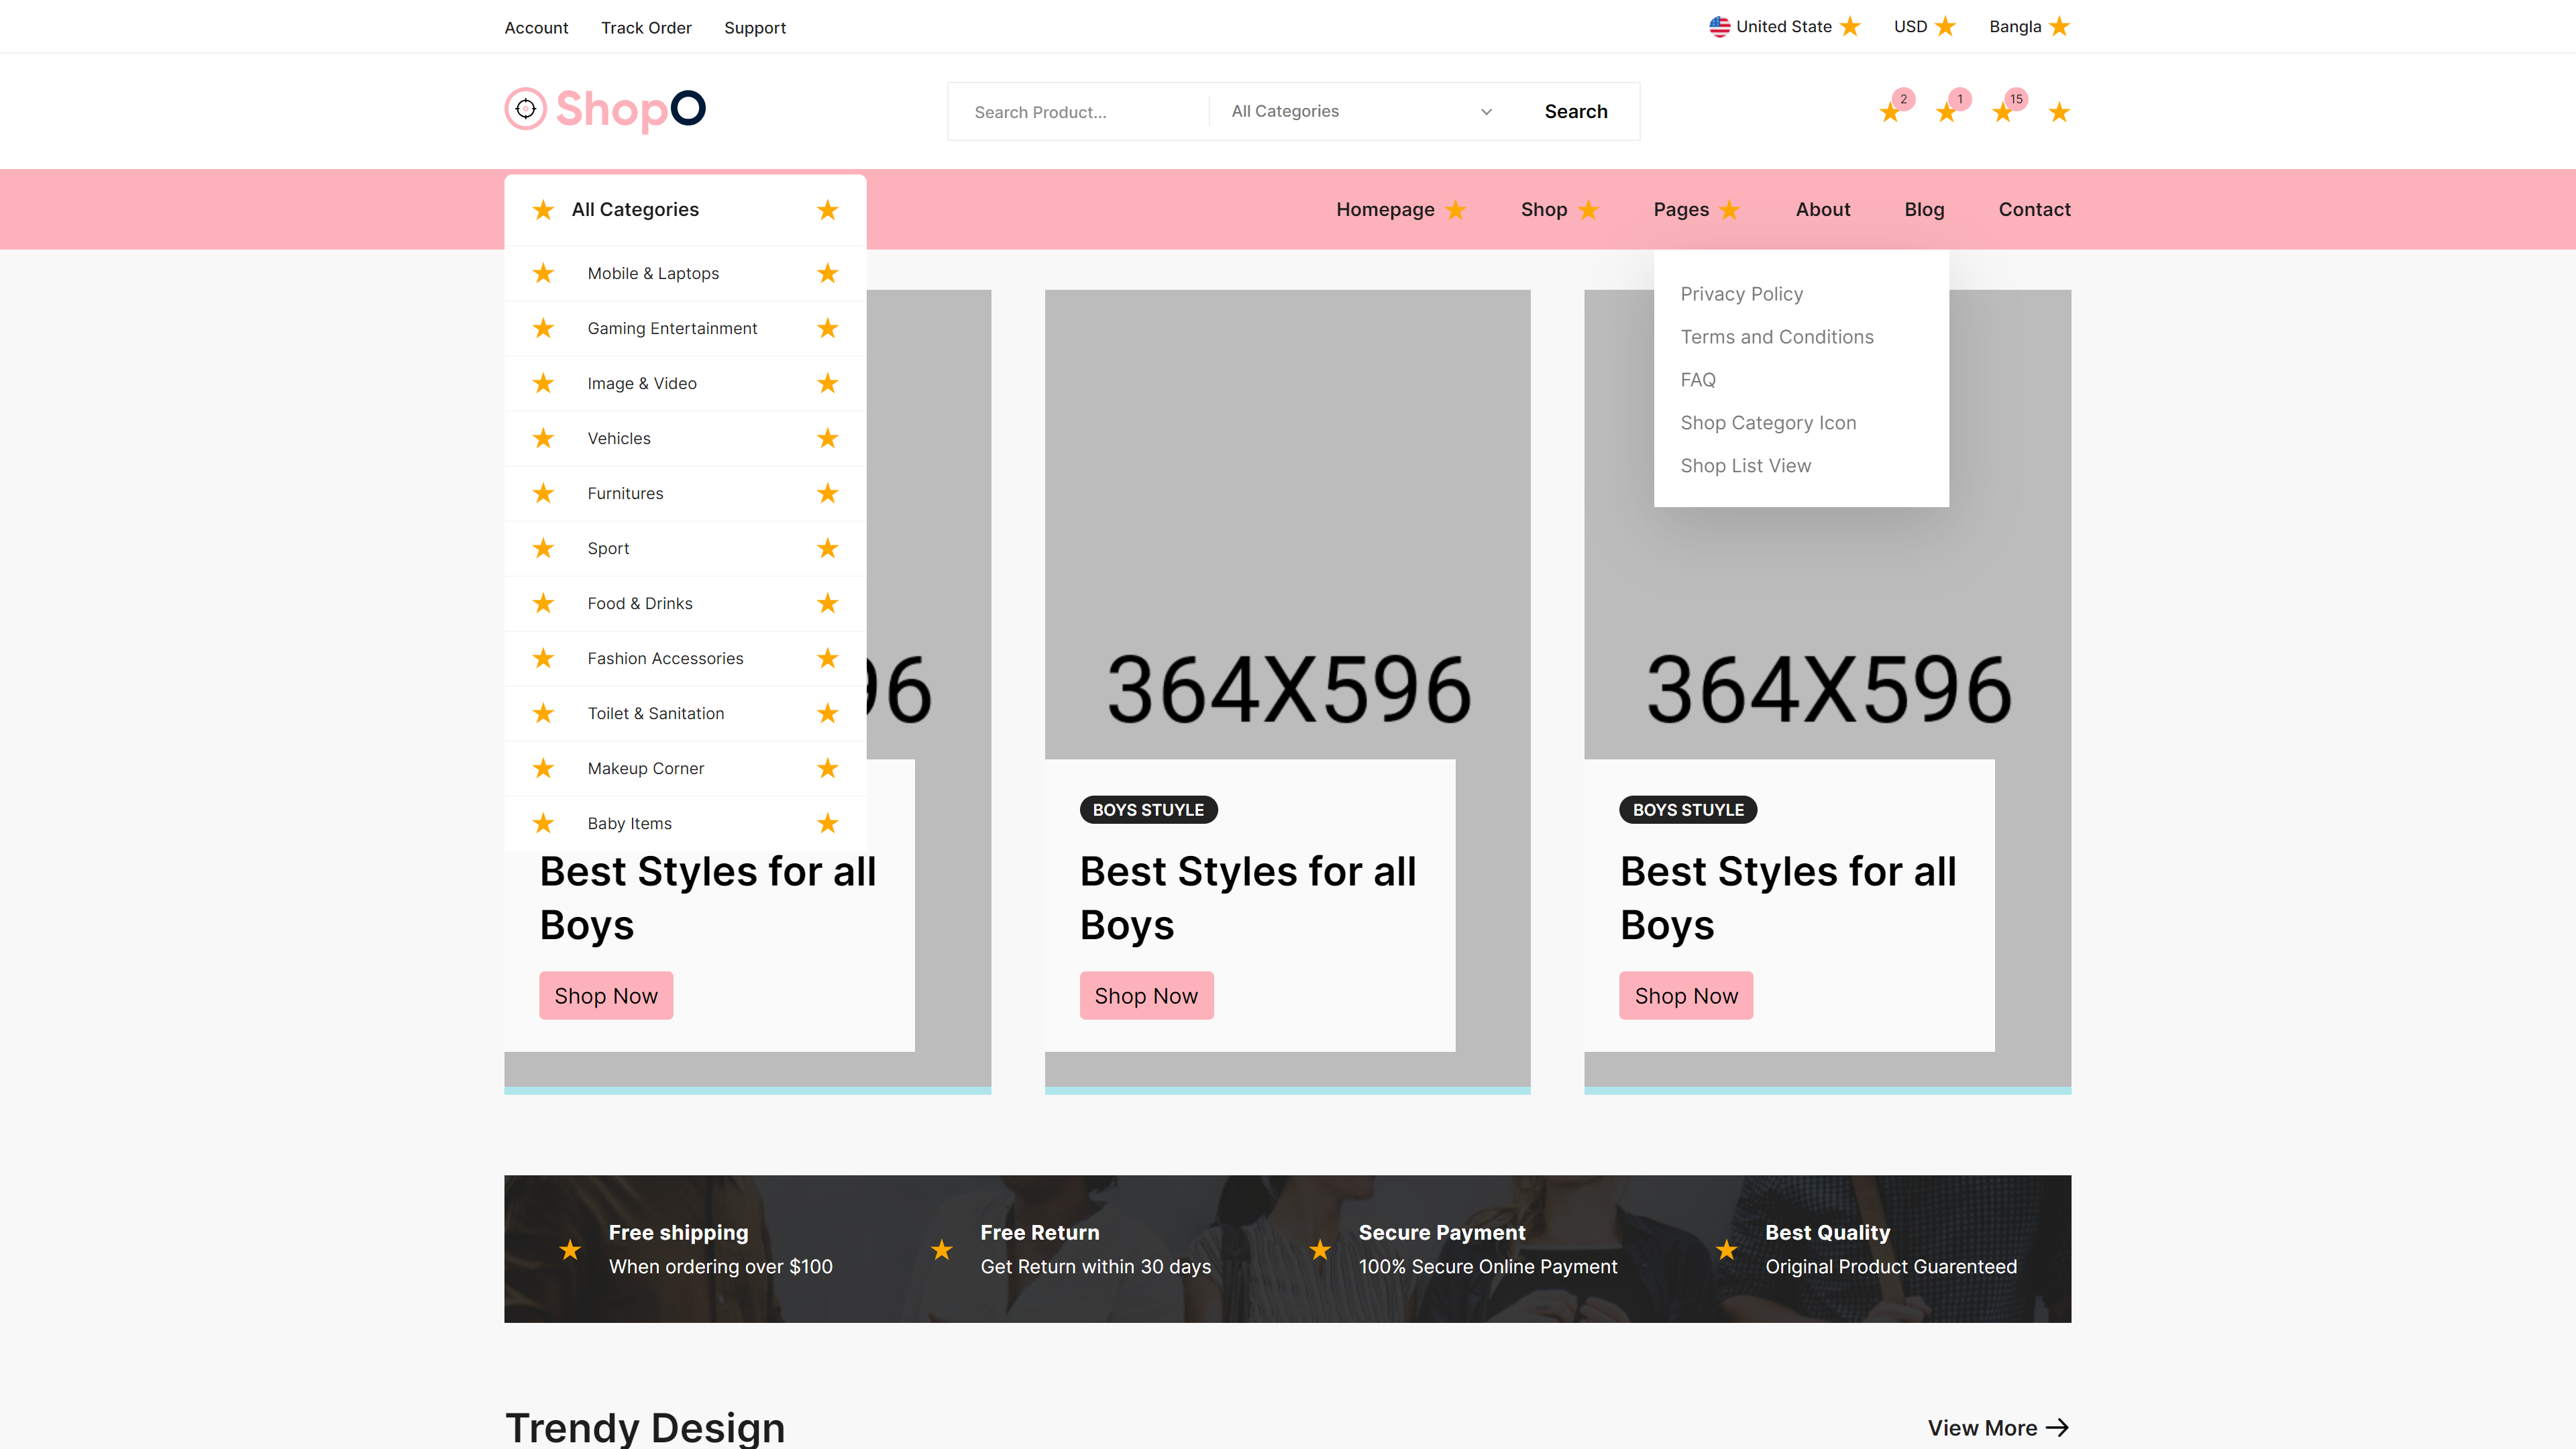 Account Track Order Support
United State USD Bangla
ShopO
Search Product... All Categories Search
2 1 15
All Categories
Homepage Shop Pages About Blog Contact
Mobile & Laptops
Gaming Entertainment
Image & Video
Vehicles
Furnitures
Sport
Food & Drinks
Fashion Accessories
Toilet & Sanitation
Makeup Corner
Baby Items
Privacy Policy
Terms and Conditions
FAQ
Shop Category Icon
Shop List View
96
Best Styles for all
Boys
Shop Now
364X596
BOYS STUYLE
Best Styles for all
Boys
Shop Now
364X596
BOYS STUYLE
Best Styles for all
Boys
Shop Now
Free shipping
When ordering over $100
Free Return
Get Return within 30 days
Secure Payment
100% Secure Online Payment
Best Quality
Original Product Guarenteed
Trendy Design
View More